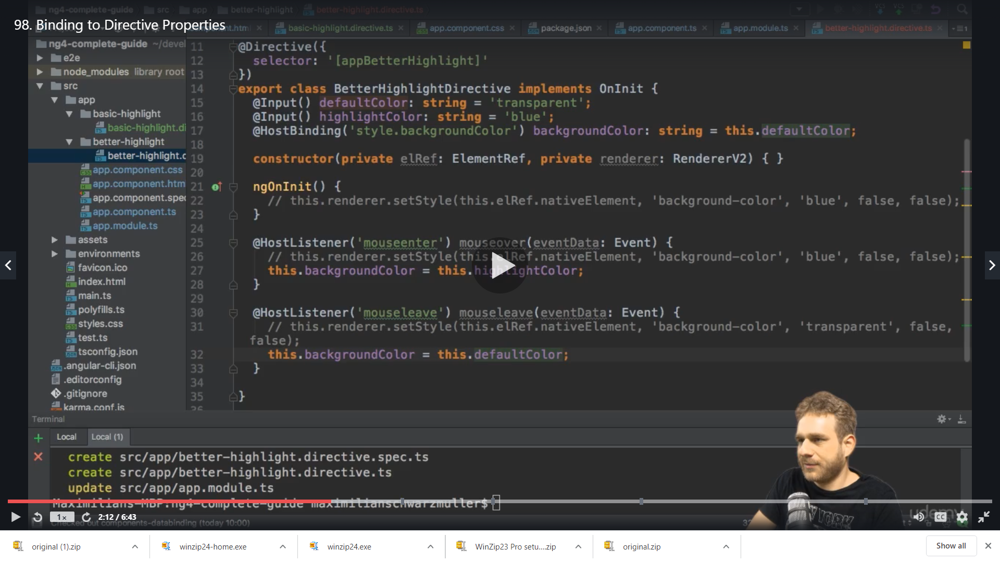 ng4-complete-guide src app better-highlight better-highlight.directive.ts
98. Binding to Directive Properties
basic-highlight.directive.ts app.component.css package.json app.component.ts app.module.ts better-highlight.directive.ts
ng4-complete-guide ~/devel
e2e
node_modules library root
src
app
basic-highlight
basic-highlight.di
better-highlight
better-highlight.c
app.component.css
app.component.htm
app.component.spec
app.component.ts
app.module.ts
assets
environments
favicon.ico
index.html
main.ts
polyfills.ts
styles.css
test.ts
tsconfig.json
.angular-cli.json
.editorconfig
.gitignore
karma.conf.js
11 @Directive({
12 selector: '[appBetterHighlight]'
13 })
14 export class BetterHighlightDirective implements OnInit {
15 @Input() defaultColor: string = 'transparent';
16 @Input() highlightColor: string = 'blue';
17 @HostBinding('style.backgroundColor') backgroundColor: string = this.defaultColor;
18
19 constructor(private elRef: ElementRef, private renderer: RendererV2) { }
20
21 ngOnInit() {
22 // this.renderer.setStyle(this.elRef.nativeElement, 'background-color', 'blue', false, false);
23 }
24
25 @HostListener('mouseenter') mouseover(eventData: Event) {
26 // this.renderer.setStyle(this.elRef.nativeElement, 'background-color', 'blue', false, false);
27 this.backgroundColor = this.highlightColor;
28 }
29
30 @HostListener('mouseleave') mouseleave(eventData: Event) {
31 // this.renderer.setStyle(this.elRef.nativeElement, 'background-color', 'transparent', false,
false);
32 this.backgroundColor = this.defaultColor;
33 }
34
35 }
36
Terminal
Local Local (1)
create src/app/better-highlight.directive.spec.ts
create src/app/better-highlight.directive.ts
update src/app/app.module.ts
Maximilians-MBP:ng4-complete-guide maximilianschwarzmuller$
1x 2:12 / 6:43
Checked out components-databinding (today 10:00)
udemy
CC
original (1).zip
winzip24-home.exe
winzip24.exe
WinZip23 Pro setu....zip
original.zip
Show all